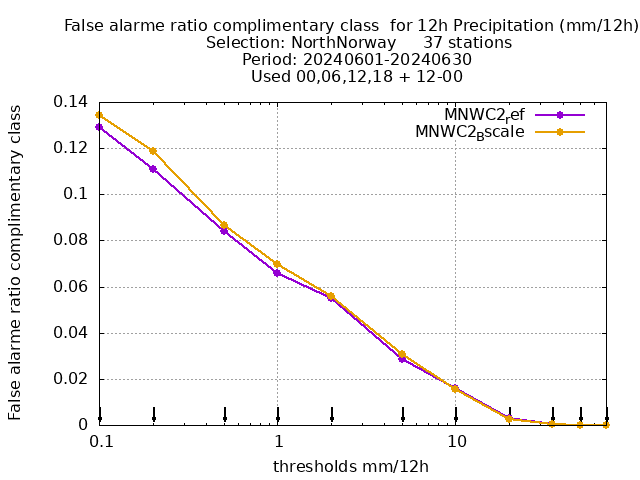 False alarme ratio complimentary class  for 12h Precipitation (mm/12h)
Selection: NorthNorway     37 stations
Period: 20240601-20240630
Used 00,06,12,18 + 12-00
False alarme ratio complimentary class
0.14
0.12
0.1
0.08
0.06
0.04
0.02
0
MNWC2ref
MNWC2Bscale
0.1
1
10
thresholds mm/12h